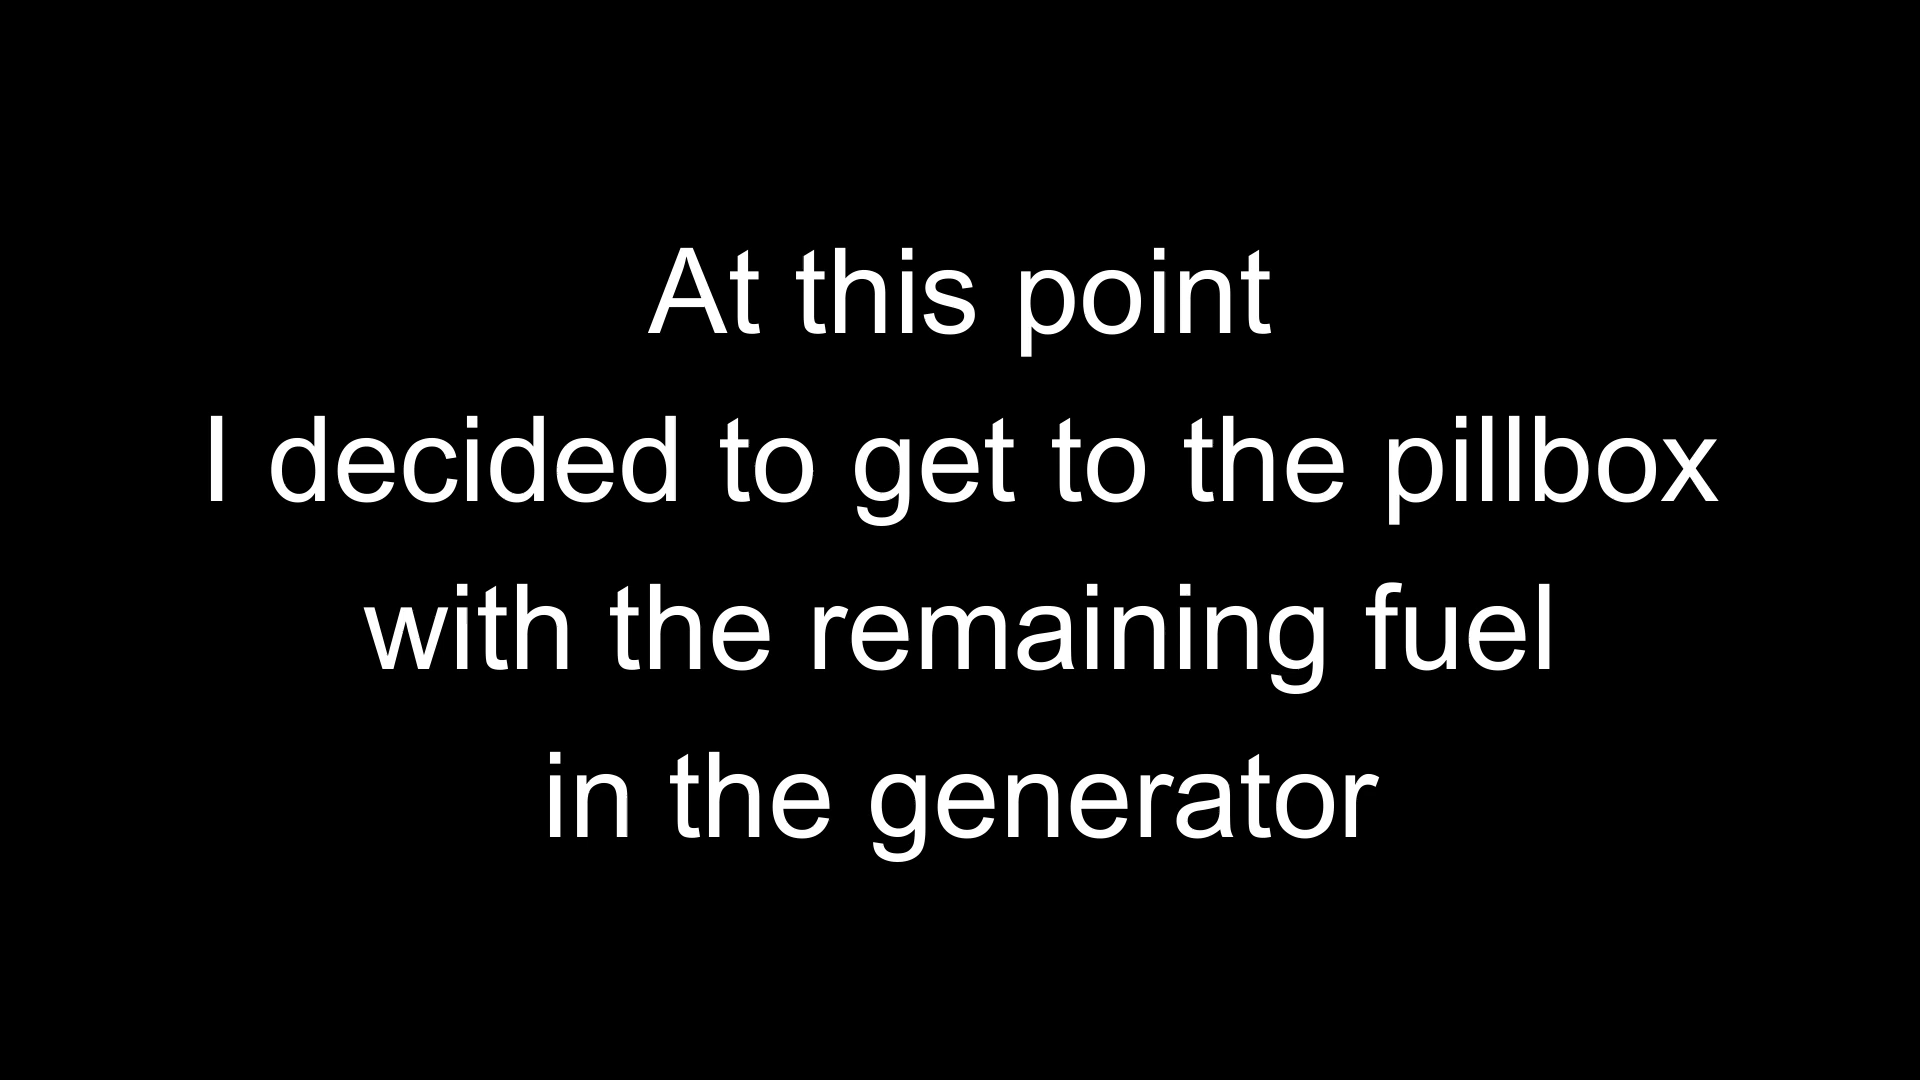 At this point
I decided to get to the pillbox
with the remaining fuel
in the generator